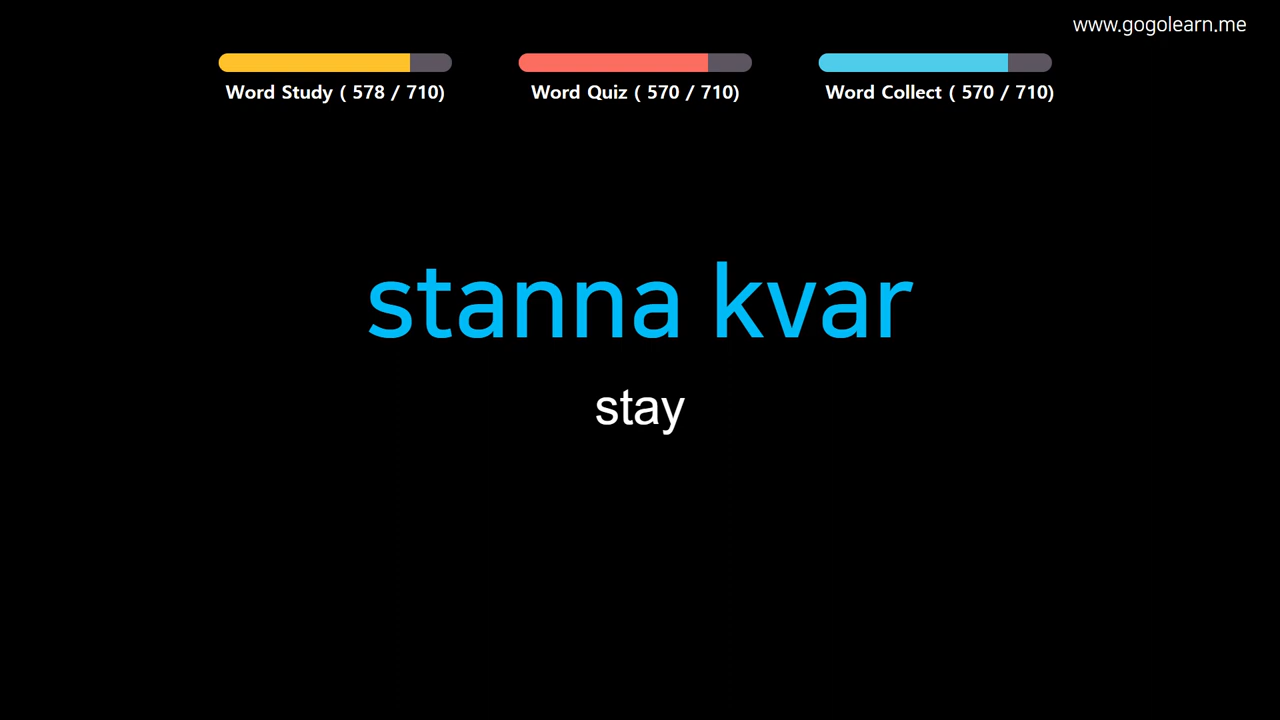 www.gogolearn.me
Word Study ( 578 / 710)
Word Quiz ( 570 / 710)
Word Collect ( 570 / 710)
stanna kvar
stay